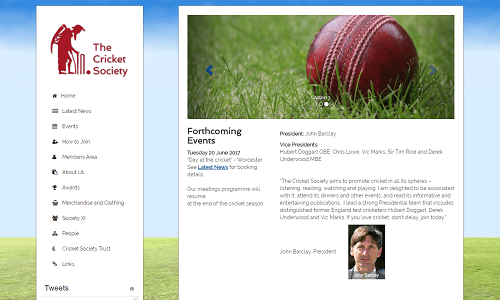 The
Cricket
Society
Home
Latest News
Events
How to Join
Members Area
About Us
Awards
Merchandise and Clothing
Society XI
People
Cricket Society Trust
Links
Tweets
Caption 3
Forthcoming
Events
Tuesday 20 June 2017
"Day at the cricket" - Worcester
See Latest News for booking
details
Our meetings programme will
resume
at the end of the cricket season.
President: John Barclay
Vice Presidents:
Hubert Doggart OBE, Chris Lowe, Vic Marks, Sir Tim Rice and Derek
Underwood MBE
"The Cricket Society aims to promote cricket in all its spheres –
listening, reading, watching and playing. I am delighted to be associated
with it, attend its dinners and other events, and read its informative and
entertaining publications. I lead a strong Presidential team that includes
distinguished former England test cricketers Hubert Doggart, Derek
Underwood and Vic Marks. If you love cricket, don't delay, join today."
John Barclay, President
John Barclay